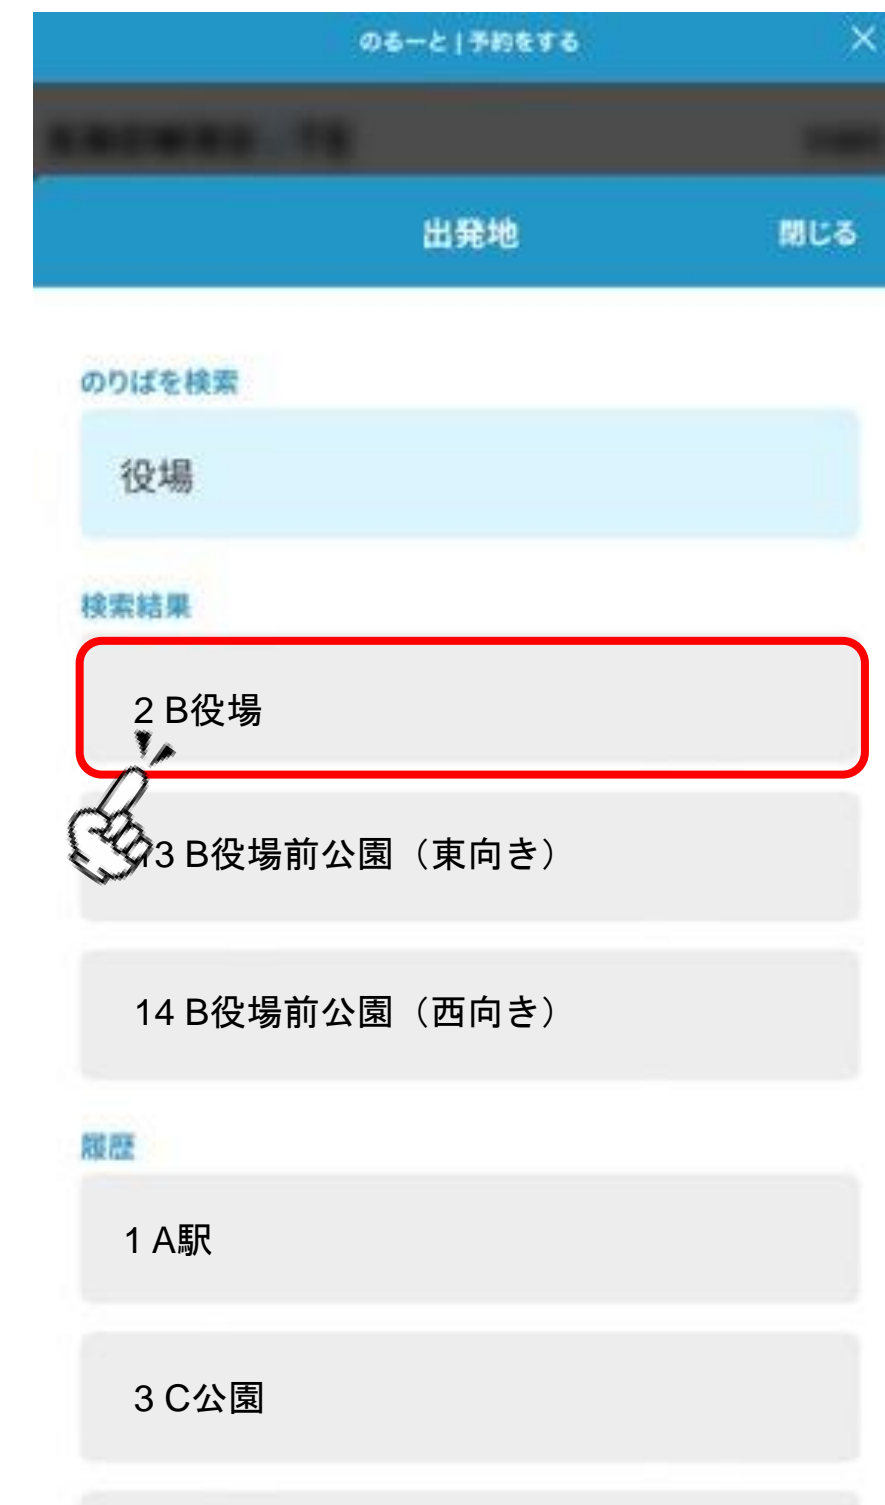 のるーと | 予約をする ×
出発地 閉じる
のりばを検索
役場
検索結果
2 B役場
13 B役場前公園（東向き）
14 B役場前公園（西向き）
履歴
1 A駅
3 C公園